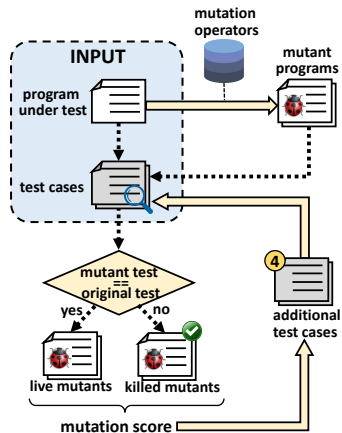 mutation
operators
INPUT
mutant
programs
program
under test
test cases
mutant test
==
original test
4
additional
test cases
yes
no
live mutants
killed mutants
mutation score